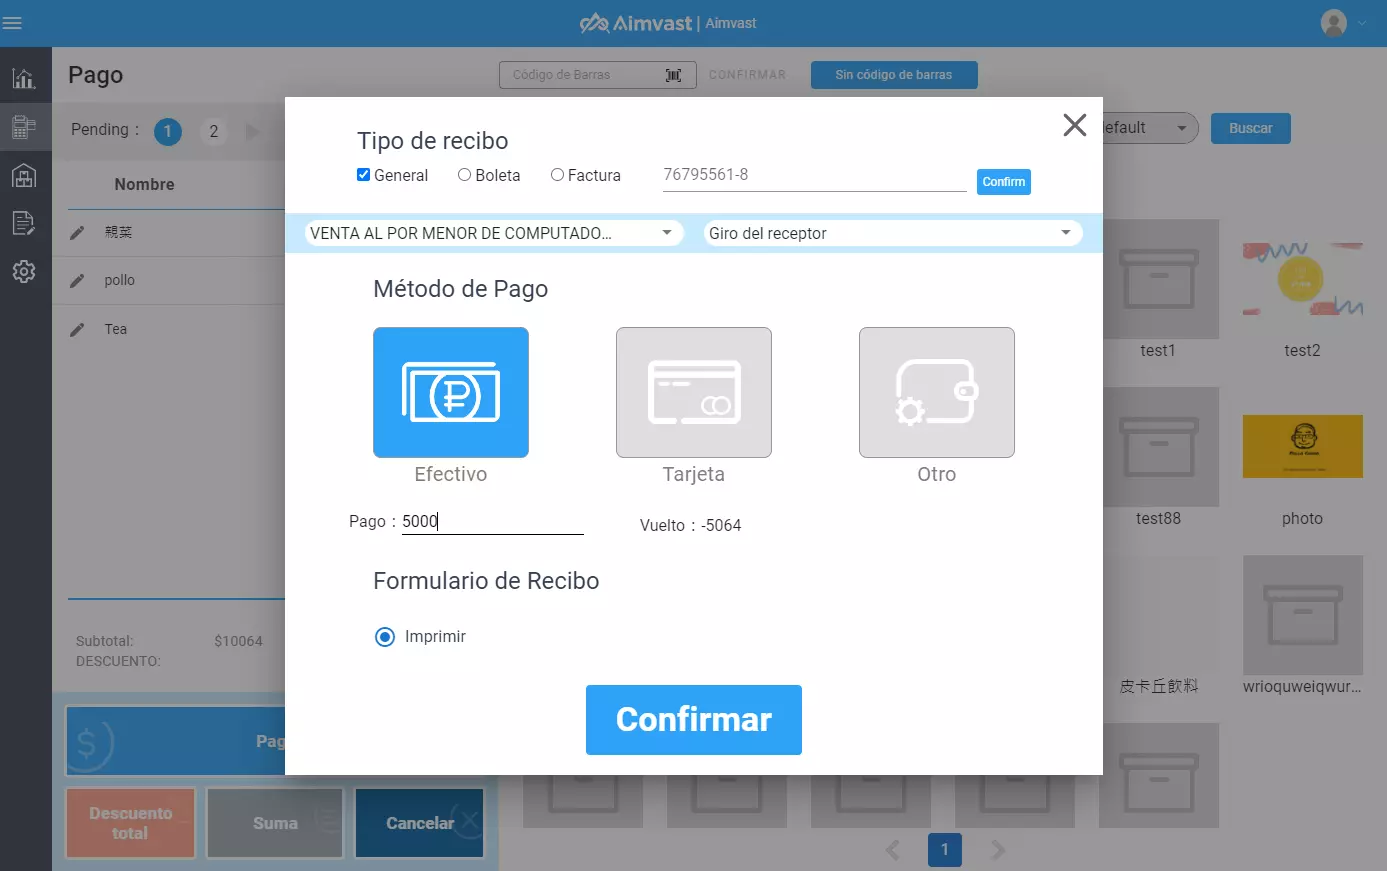 Aimvast | Aimvast
Pago
Código de Barras
CONFIRMAR
Sin código de barras
Pending : 1 2
efault
Buscar
Nombre
親菜
pollo
Tea
Subtotal: $10064
DESCUENTO:
Pag
Descuento
total
Suma
Cancelar
Tipo de recibo
General
Boleta
Factura
76795561-8
Confirm
VENTA AL POR MENOR DE COMPUTADO...
Giro del receptor
Método de Pago
Efectivo
Tarjeta
Otro
Pago : 5000
Vuelto : -5064
Formulario de Recibo
Imprimir
Confirmar
test1
test2
test88
photo
皮卡丘飲料
wrioquweiqwur...
1